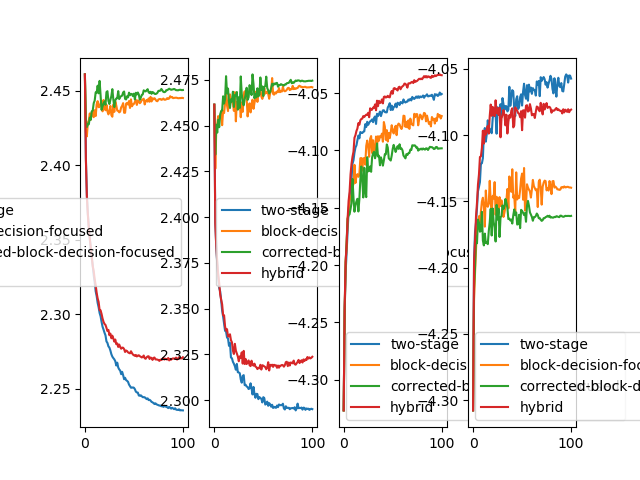 2.45
2.40
2.35
2.30
2.25
0
100
ge
ecision-focused
ed-block-decision-focused
2.475
2.450
2.425
2.400
2.375
2.350
2.325
2.300
0
100
two-stage
block-decis
corrected-b
hybrid
cus
−4.05
−4.10
−4.15
−4.20
−4.25
−4.30
0
100
two-stage
block-decis
corrected-b
hybrid
−4.05
−4.10
−4.15
−4.20
−4.25
−4.30
0
100
two-stage
block-decision-foc
corrected-block-d
hybrid